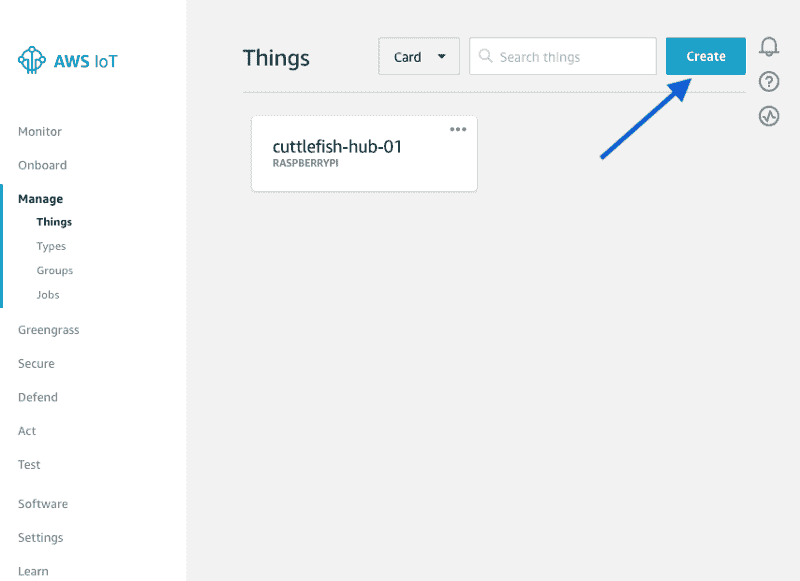 AWS IoT
Monitor
Onboard
Manage
Things
Types
Groups
Jobs
Greengrass
Secure
Defend
Act
Test
Software
Settings
Learn
Things
Card
Search things
Create
cuttlefish-hub-01
RASPBERRYPI